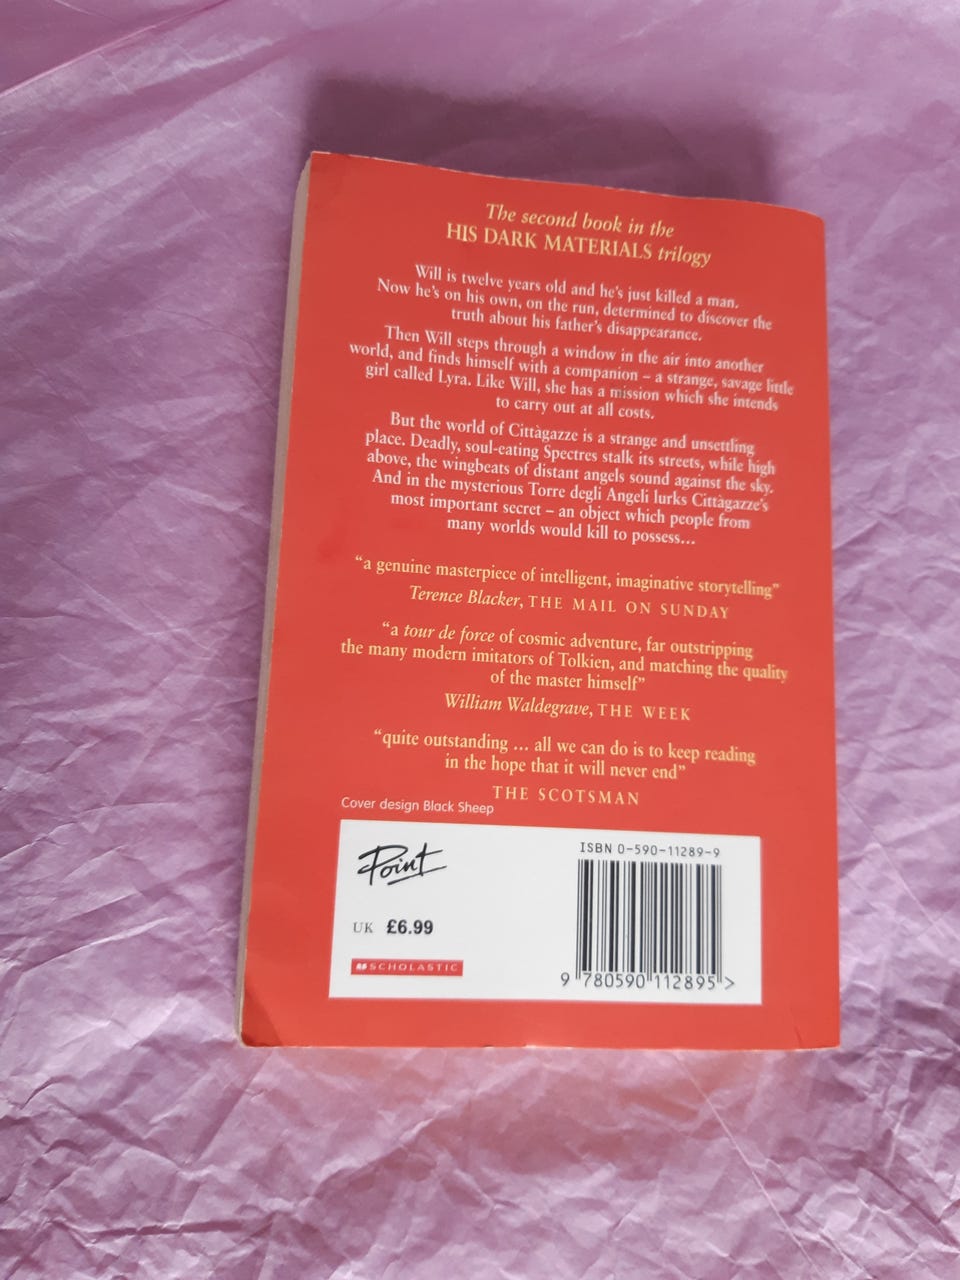 The second book in the
HIS DARK MATERIALS trilogy
Will is twelve years old and he's just killed a man.
Now he's on his own, on the run, determined to discover the
truth about his father's disappearance.
Then Will steps through a window in the air into another
world, and finds himself with a companion – a strange, savage little
girl called Lyra. Like Will, she has a mission which she intends
to carry out at all costs.
But the world of Cittàgazze is a strange and unsettling
place. Deadly, soul-eating Spectres stalk its streets, while high
above, the wingbeats of distant angels sound against the sky.
And in the mysterious Torre degli Angeli lurks Cittàgazze's
most important secret – an object which people from
many worlds would kill to possess...
"a genuine masterpiece of intelligent, imaginative storytelling"
Terence Blacker, THE MAIL ON SUNDAY
"a tour de force of cosmic adventure, far outstripping
the many modern imitators of Tolkien, and matching the quality
of the master himself"
William Waldegrave, THE WEEK
"quite outstanding ... all we can do is to keep reading
in the hope that it will never end"
THE SCOTSMAN
Cover design Black Sheep
Point
UK £6.99
SCHOLASTIC
ISBN 0-590-11289-9
9 780590 112895 >